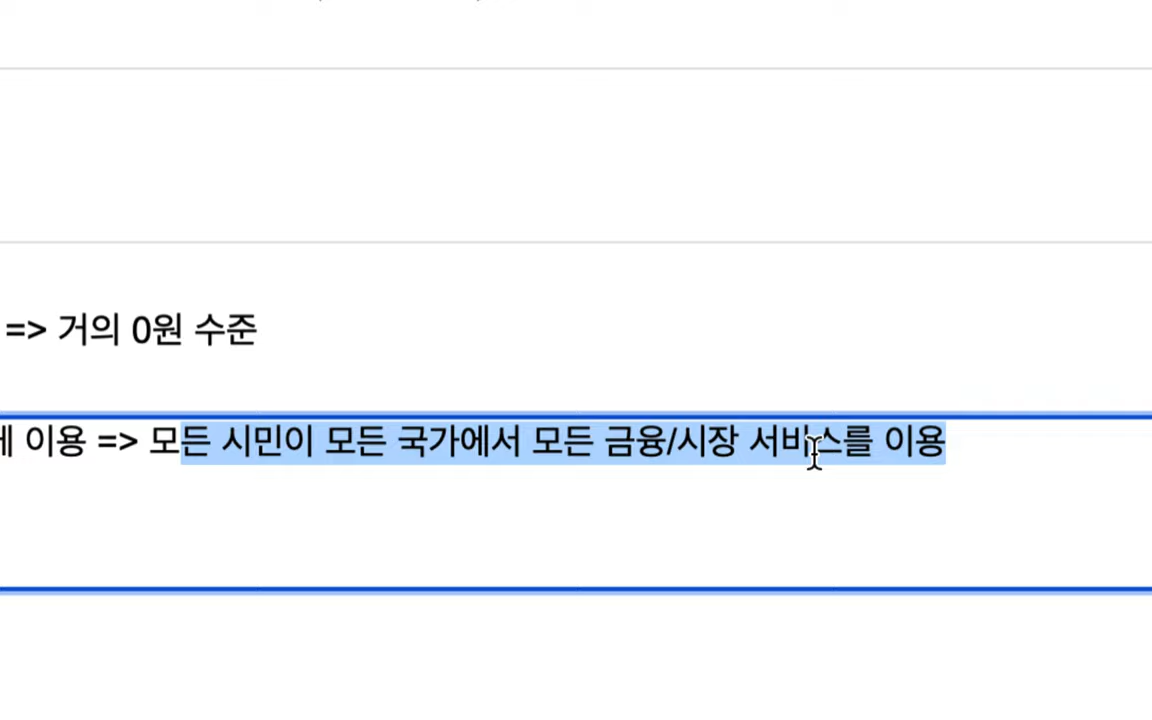 => 거의 0원 수준
이용 => 모든 시민이 모든 국가에서 모든 금융/시장 서비스를 이용